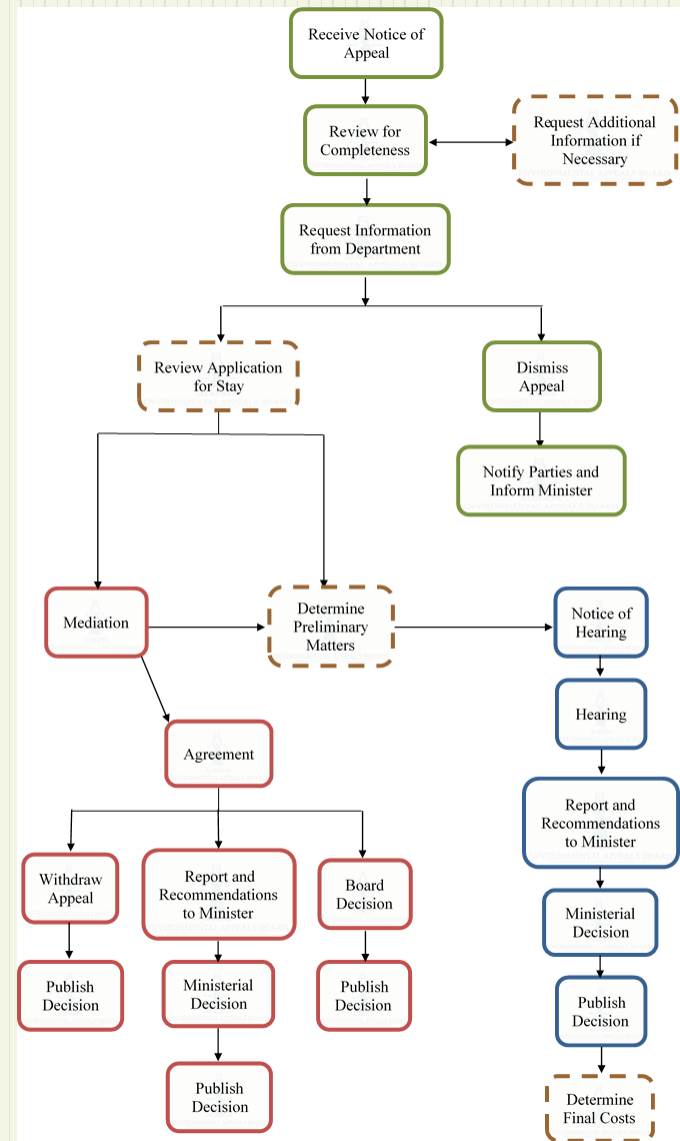 Receive Notice of
Appeal
Review for
Completeness
Request Additional
Information if
Necessary
Request Information
from Department
Review Application
for Stay
Dismiss
Appeal
Notify Parties and
Inform Minister
Mediation
Determine
Preliminary
Matters
Notice of
Hearing
Hearing
Agreement
Report and
Recommendations
to Minister
Withdraw
Appeal
Report and
Recommendations
to Minister
Board
Decision
Ministerial
Decision
Publish
Decision
Ministerial
Decision
Publish
Decision
Publish
Decision
Publish
Decision
Determine
Final Costs